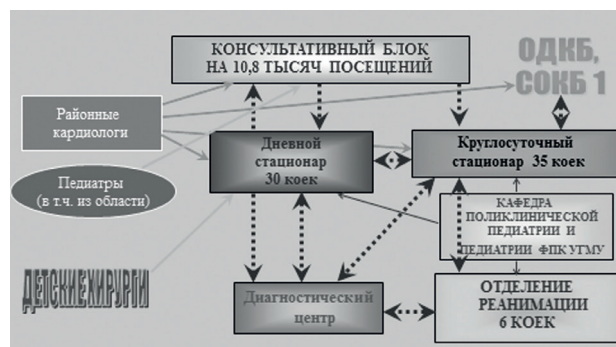 КОНСУЛЬТАТИВНЫЙ БЛОК
НА 10,8 ТЫСЯЧ ПОСЕЩЕНИЙ
ОДКБ,
СОКБ 1
Районные
кардиологи
Дневной
стационар
30 коек
Круглосуточный
стационар 35 коек
Педиатры
(в т.ч. из области)
КАФЕДРА
ПОЛИКЛИНИЧЕСКОЙ
ПЕДИАТРИИ И
ПЕДИАТРИИ ФПК УГМУ
ДЕТСКИЕ ХИРУРГИ
Диагностический
центр
ОТДЕЛЕНИЕ
РЕАНИМАЦИИ
6 КОЕК